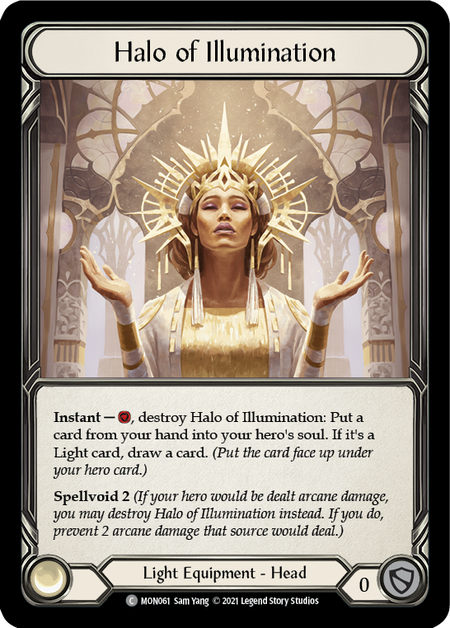 Halo of Illumination
Instant — , destroy Halo of Illumination: Put a
card from your hand into your hero's soul. If it's a
Light card, draw a card. (Put the card face up under
your hero card.)
Spellvoid 2 (If your hero would be dealt arcane damage,
you may destroy Halo of Illumination instead. If you do,
prevent 2 arcane damage that source would deal.)
Light Equipment - Head
0
C MON061 Sam Yang © 2021 Legend Story Studios